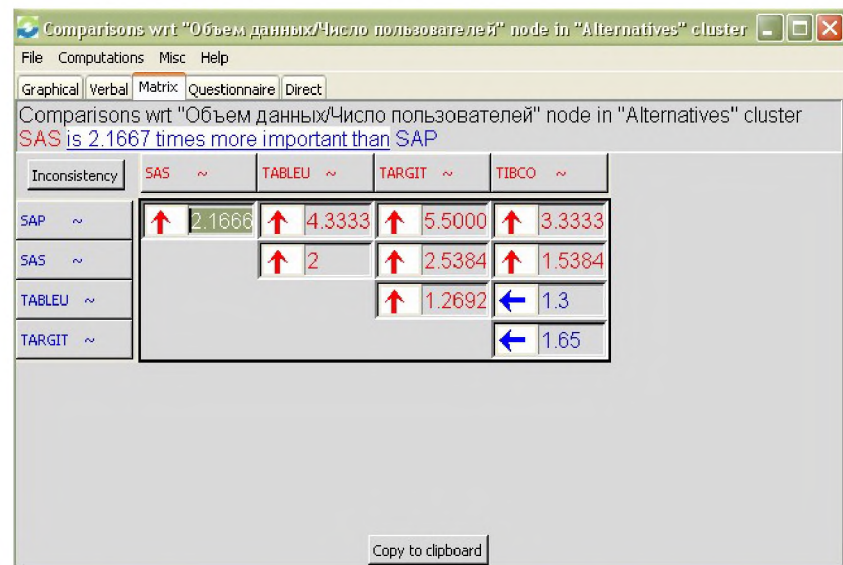 Comparisons wrt "Объем данных/Число пользователей" node in "Alternatives" cluster
File Computations Misc Help
Graphical Verbal Matrix Questionnaire Direct
Comparisons wrt "Объем данных/Число пользователей" node in "Alternatives" cluster
SAS is 2.1667 times more important than SAP
Inconsistency SAS ~ TABLEU ~ TARGIT ~ TIBCO ~
SAP ~ 2.1666 4.3333 5.5000 3.3333
SAS ~ 2 2.5384 1.5384
TABLEU ~ 1.2692 1.3
TARGIT ~ 1.65
Copy to clipboard